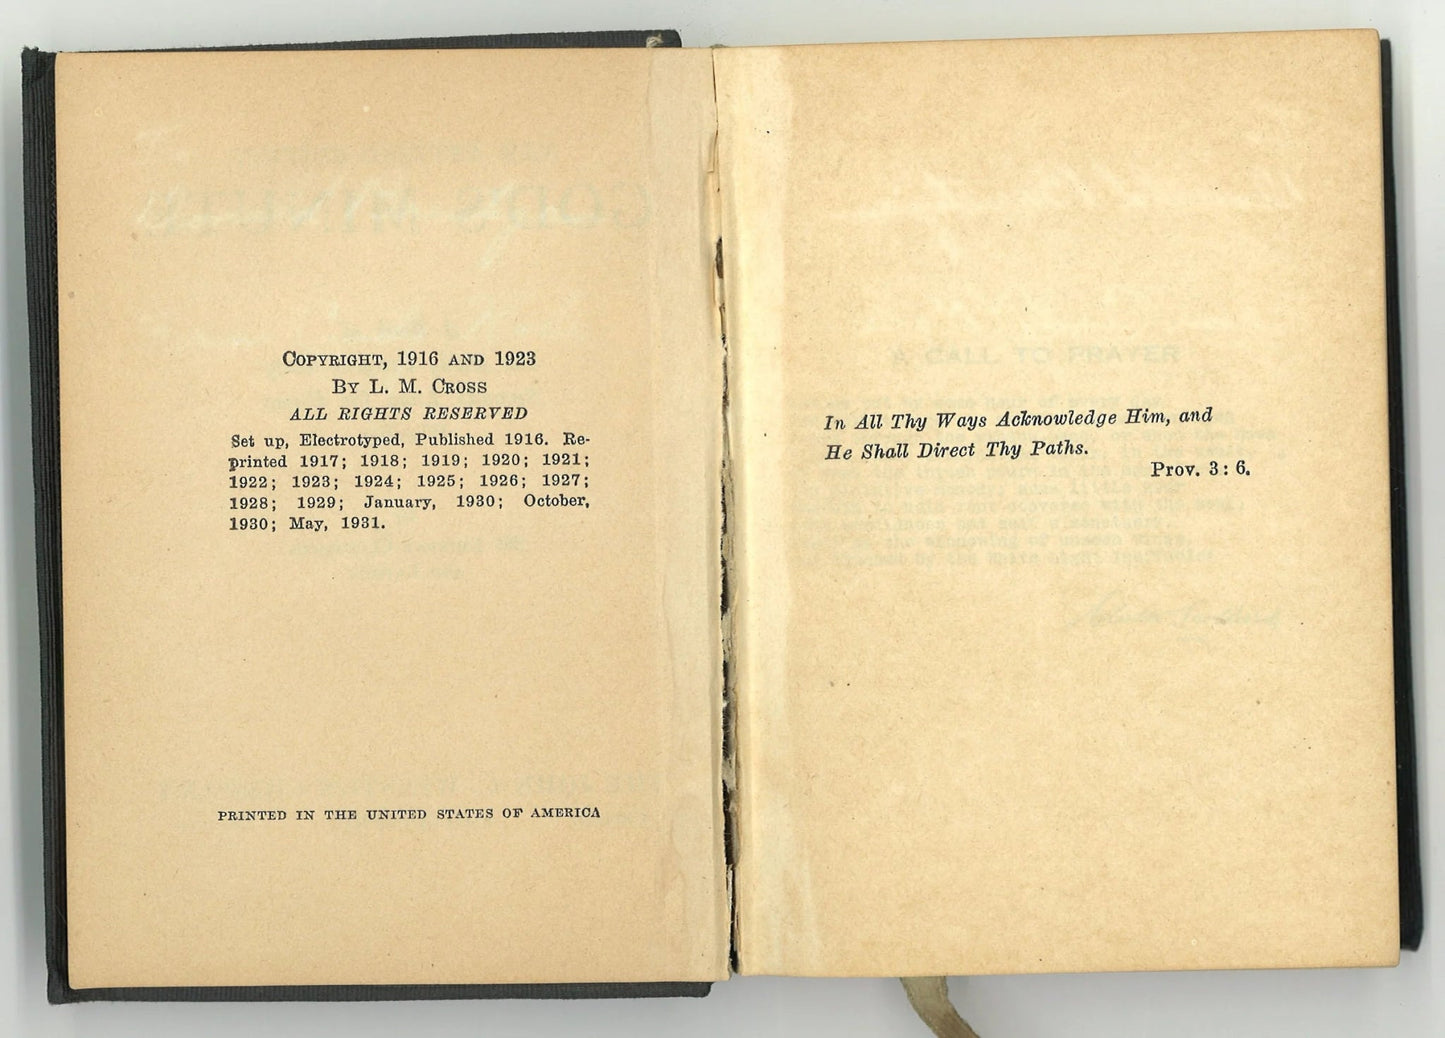 COPYRIGHT, 1916 AND 1923
BY L. M. CROSS
ALL RIGHTS RESERVED
Set up, Electrotyped, Published 1916. Re-
printed 1917; 1918; 1919; 1920; 1921;
1922; 1923; 1924; 1925; 1926; 1927;
1928; 1929; January, 1930; October,
1930; May, 1931.
PRINTED IN THE UNITED STATES OF AMERICA
A CALL TO PRAYER
In All Thy Ways Acknowledge Him, and
He Shall Direct Thy Paths.
Prov. 3: 6.